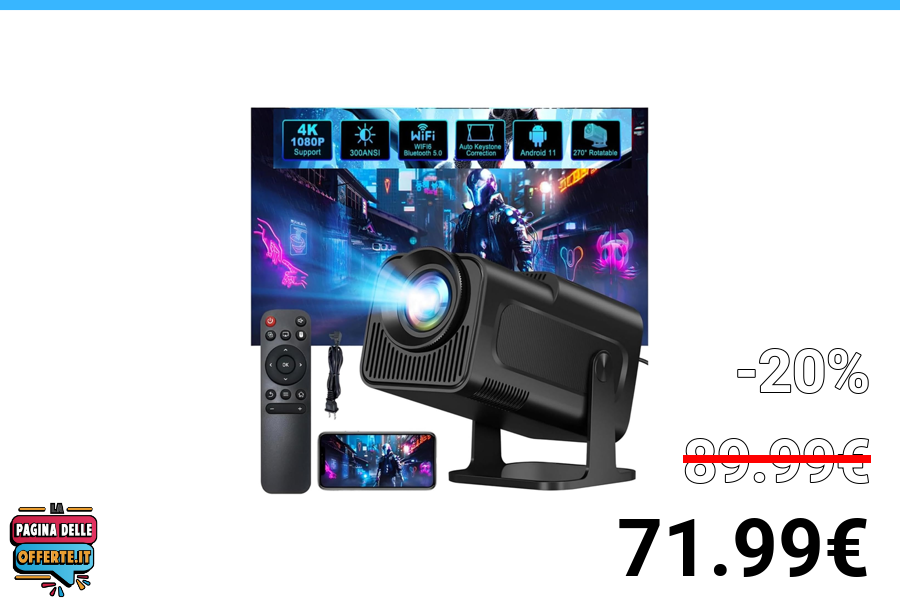 4K
1080P
Support
300ANSI
WiFi
WIFI6
Bluetooth 5.0
Auto Keystone
Correction
Android 11
270° Rotatable
OK
-20%
89.99€
71.99€
LA
PAGINA DELLE
OFFERTE.IT